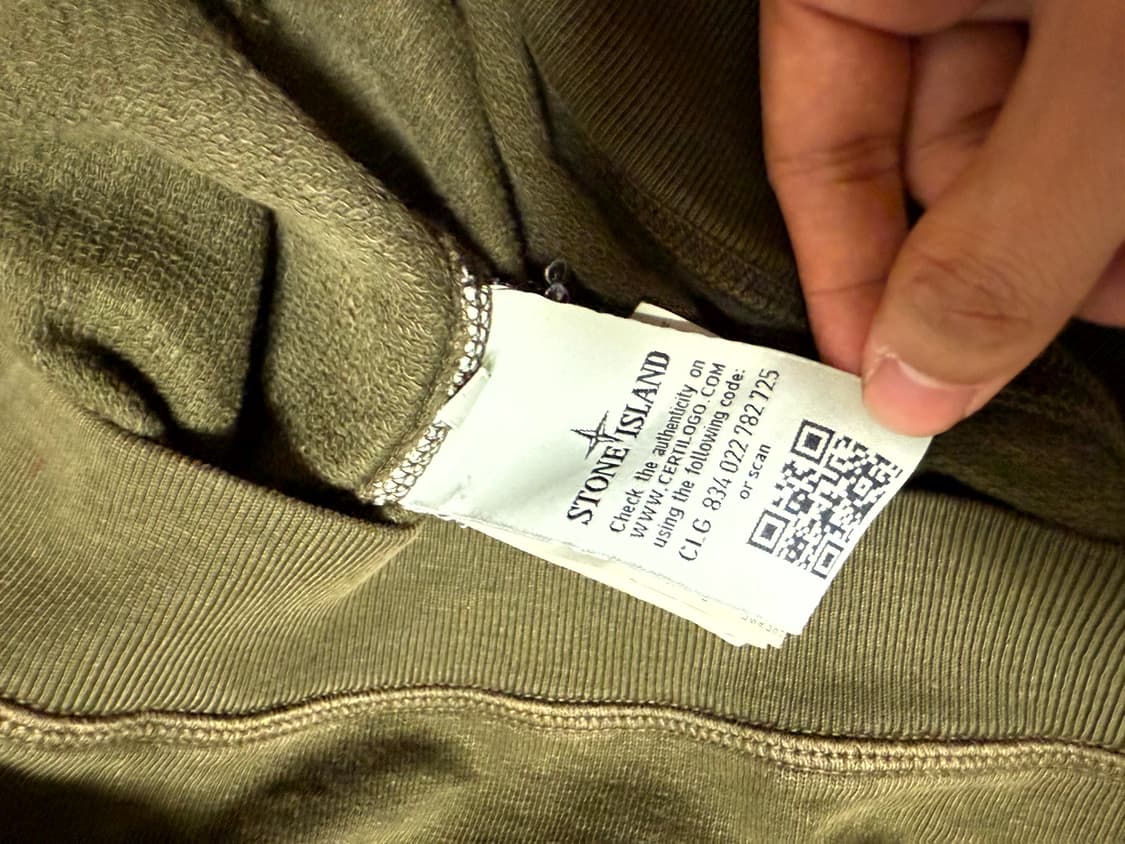 STONE ISLAND
Check the authenticity on
WWW.CERTILOGO.COM
using the following code:
CLG 834 022 782 725
or scan